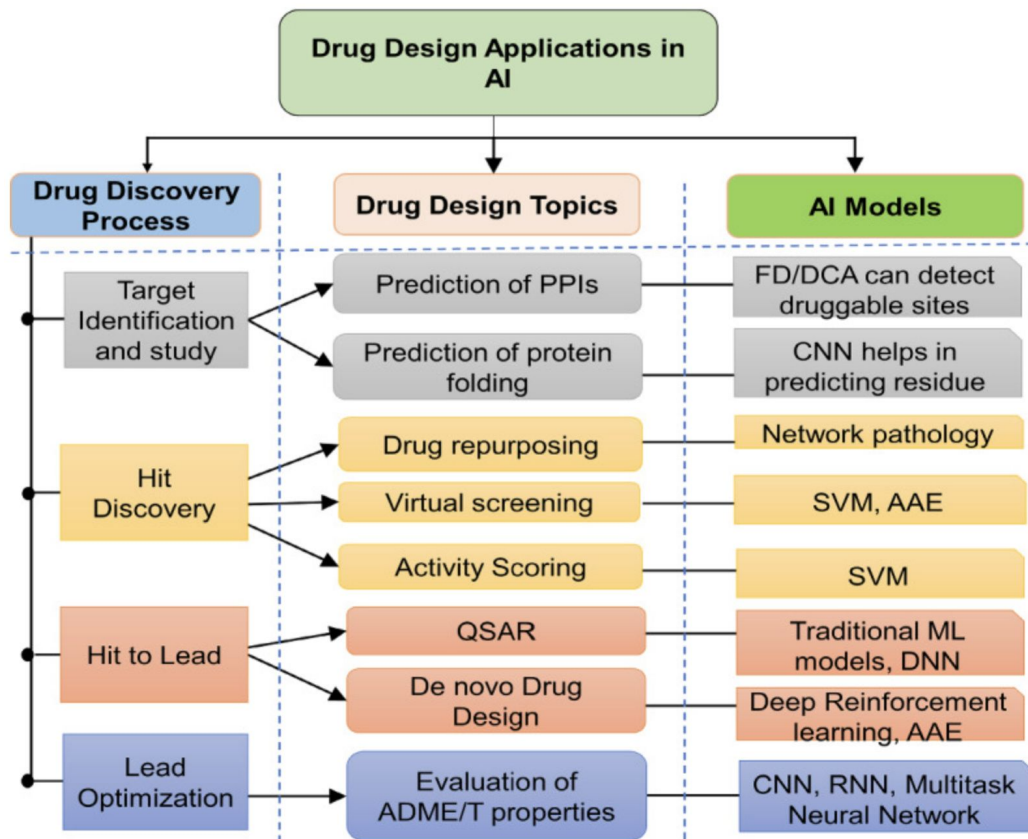 Drug Design Applications in
AI
Drug Discovery
Process
Drug Design Topics
AI Models
Target
Identification
and study
Prediction of PPIs
FD/DCA can detect
druggable sites
Prediction of protein
folding
CNN helps in
predicting residue
Hit
Discovery
Drug repurposing
Network pathology
Virtual screening
SVM, AAE
Activity Scoring
SVM
Hit to Lead
QSAR
Traditional ML
models, DNN
De novo Drug
Design
Deep Reinforcement
learning, AAE
Lead
Optimization
Evaluation of
ADME/T properties
CNN, RNN, Multitask
Neural Network